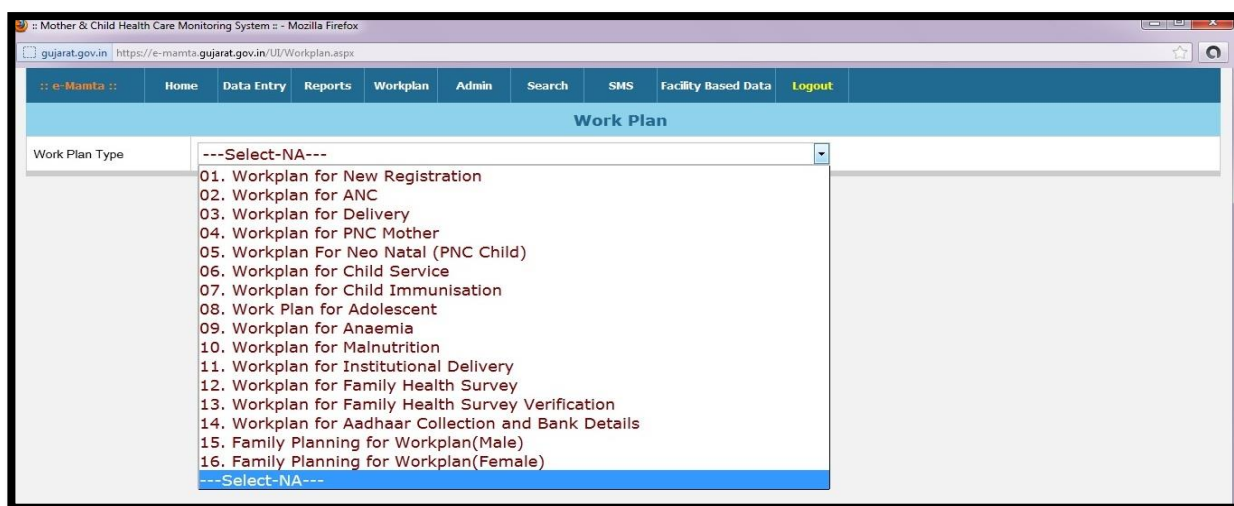 :: Mother & Child Health Care Monitoring System :: - Mozilla Firefox
gujarat.gov.in https://e-mamta.gujarat.gov.in/UI/Workplan.aspx
:: e-Mamta :: Home Data Entry Reports Workplan Admin Search SMS Facility Based Data Logout
Work Plan
Work Plan Type ---Select-NA---
01. Workplan for New Registration
02. Workplan for ANC
03. Workplan for Delivery
04. Workplan for PNC Mother
05. Workplan For Neo Natal (PNC Child)
06. Workplan for Child Service
07. Workplan for Child Immunisation
08. Work Plan for Adolescent
09. Workplan for Anaemia
10. Workplan for Malnutrition
11. Workplan for Institutional Delivery
12. Workplan for Family Health Survey
13. Workplan for Family Health Survey Verification
14. Workplan for Aadhaar Collection and Bank Details
15. Family Planning for Workplan(Male)
16. Family Planning for Workplan(Female)
---Select-NA---